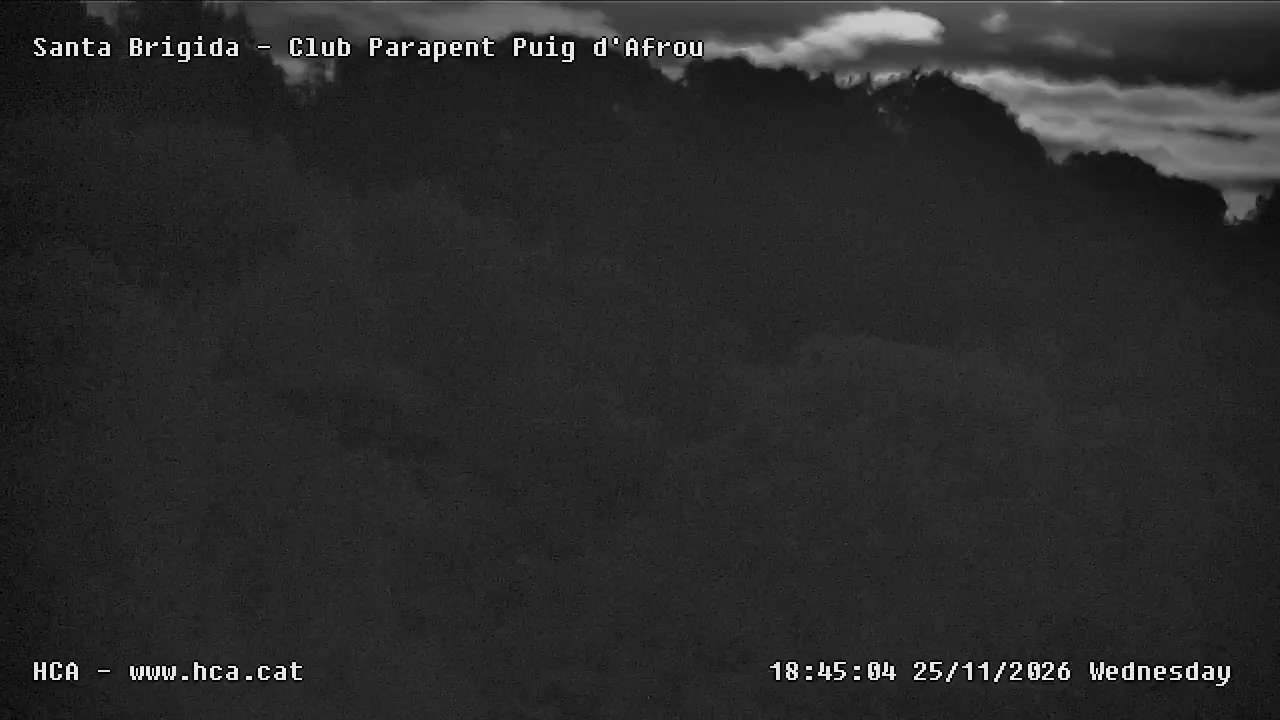 Santa Brigida - Club Parapent Puig d'Afrou
HCA - www.hca.cat
18:45:04 25/11/2026 Wednesday